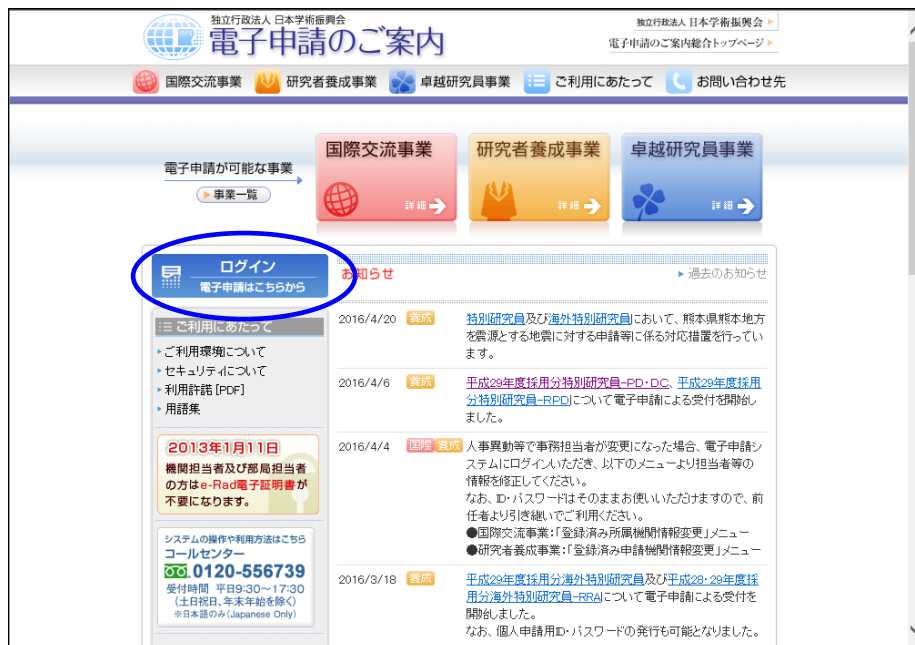 独立行政法人 日本学術振興会
電子申請のご案内
独立行政法人 日本学術振興会
電子申請のご案内総合トップページ
国際交流事業 研究者養成事業 卓越研究員事業 ご利用にあたって お問い合わせ先
電子申請が可能な事業
事業一覧
国際交流事業
詳細
研究者養成事業
詳細
卓越研究員事業
詳細
ログイン
電子申請はこちらから
ご利用にあたって
ご利用環境について
セキュリティについて
利用許諾 [PDF]
用語集
2013年1月11日
機関担当者及び部局担当者
の方はe-Rad電子証明書が
不要になります。
システムの操作や利用方法はこちら
コールセンター
0120-556739
受付時間 平日9:30~17:30
(土日祝日、年末年始を除く)
※日本語のみ(Japanese Only)
お知らせ
過去のお知らせ
2016/4/20 養成 特別研究員及び海外特別研究員において、熊本県熊本地方
を震源とする地震に対する申請等に係る対応措置を行ってい
ます。
2016/4/6 養成 平成29年度採用分特別研究員-PD・DC、平成29年度採用
分特別研究員-RPDについて電子申請による受付を開始し
ました。
2016/4/4 国際 養成 人事異動等で事務担当者が変更になった場合、電子申請シ
ステムにログインいただき、以下のメニューより担当者等の
情報を修正してください。
なお、ID・パスワードはそのままお使いいただけますので、前
任者より引き継いでご利用ください。
●国際交流事業:「登録済み所属機関情報変更」メニュー
●研究者養成事業:「登録済み申請機関情報変更」メニュー
2016/3/18 養成 平成29年度採用分海外特別研究員及び平成28・29年度採
用分海外特別研究員-RRAについて電子申請による受付を
開始しました。
なお、個人申請用ID・パスワードの発行も可能となりました。